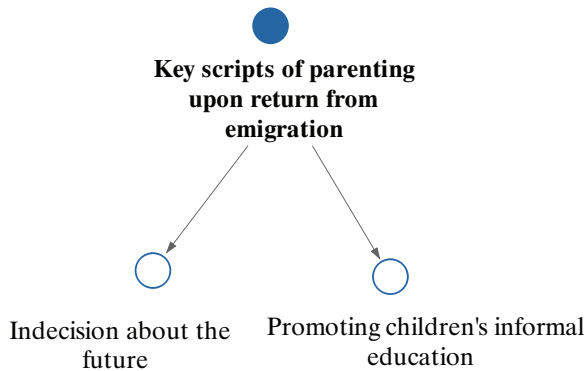 Key scripts of parenting
upon return from
emigration
Indecision about the
future
Promoting children's informal
education